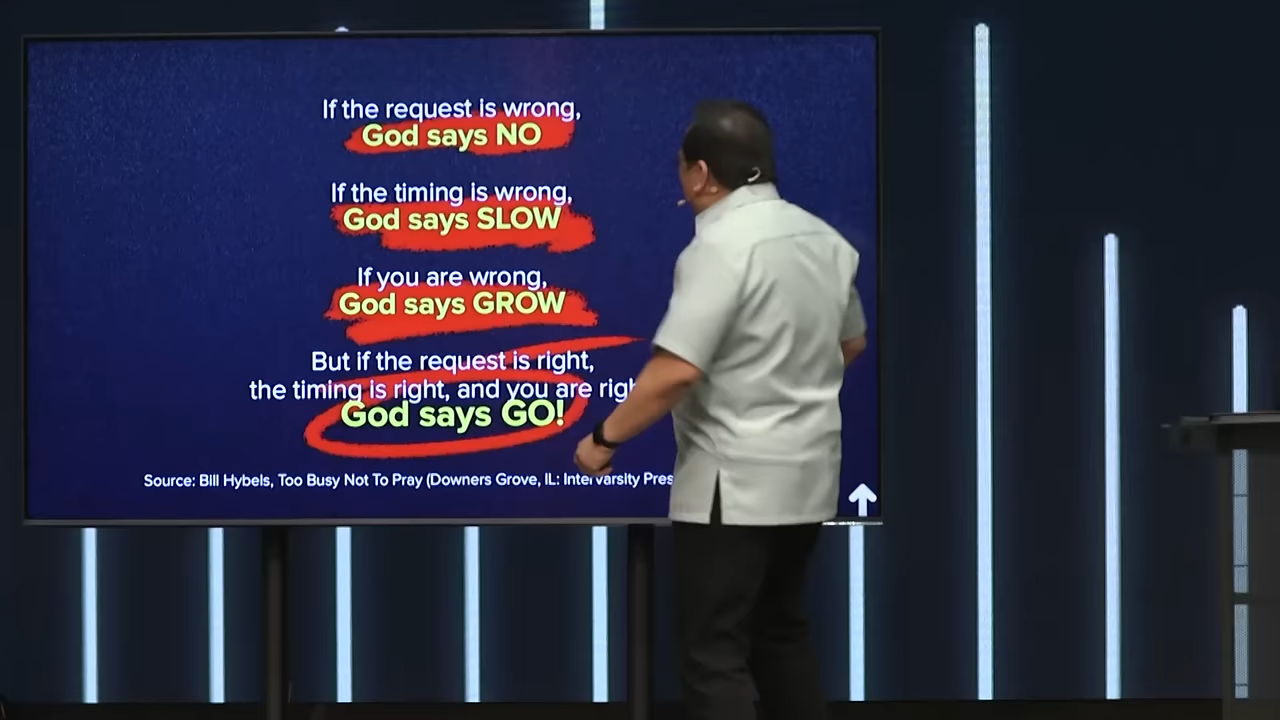 If the request is wrong,
God says NO
If the timing is wrong,
God says SLOW
If you are wrong,
God says GROW
But if the request is right,
the timing is right, and you are
God says GO!
Source: Bill Hybels, Too Busy Not To Pray (Downers Grove, IL: